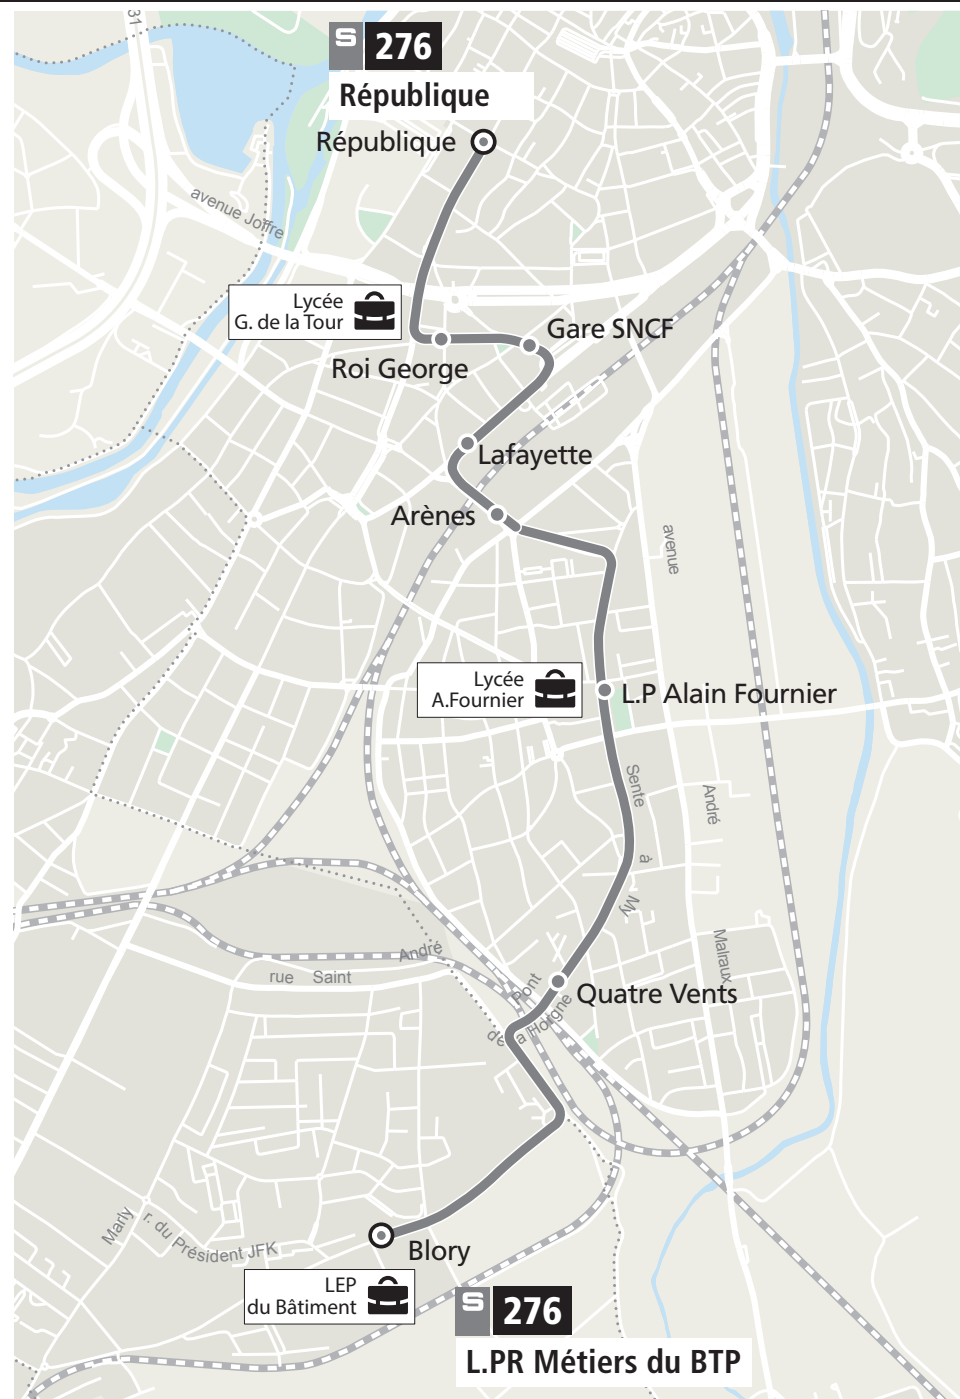 31
S 276
République
République
avenue Joffre
Lycée
G. de la Tour
Gare SNCF
Roi George
Lafayette
Arènes
avenue
Lycée
A.Fournier
L.P Alain Fournier
Sente
à
My
André
Malraux
André
rue Saint
Pont
Quatre Vents
de la Horgne
Marly
r. du Président JFK
Blory
LEP
du Bâtiment
S 276
L.PR Métiers du BTP